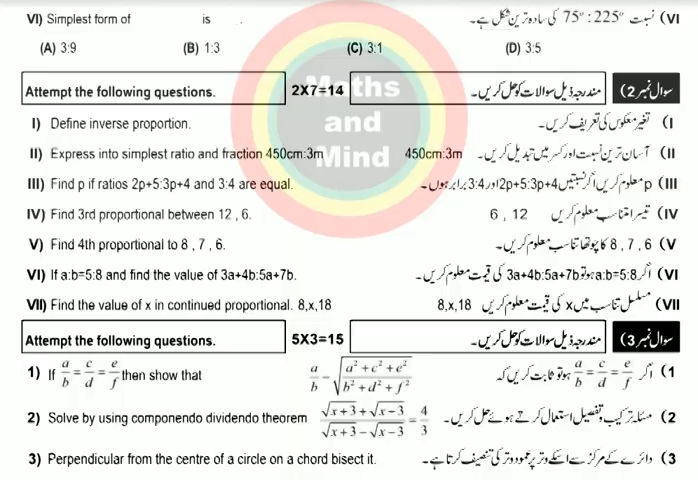 VI) Simplest form of is . نسبت 225º : 75º کی سادہ ترین شکل ہے۔ (VI
(A) 3:9 (B) 1:3 (C) 3:1 (D) 3:5
Attempt the following questions. 2X7=14 مندرجہ ذیل سوالات کو حل کریں۔ سوال نمبر 2)
I) Define inverse proportion. تغیر معکوس کی تعریف کریں۔ (I
II) Express into simplest ratio and fraction 450cm:3m آسان ترین نسبت اور کسر میں تبدیل کریں۔ 450cm:3m (II
III) Find p if ratios 2p+5:3p+4 and 3:4 are equal. p معلوم کریں اگر نسبتیں 2p+5:3p+4 اور 3:4 برابر ہوں۔ (III
IV) Find 3rd proportional between 12 , 6. تیسرا متناسب معلوم کریں 6 , 12 (IV
V) Find 4th proportional to 8 , 7 , 6. 8 , 7 , 6 کا چوتھا تناسب معلوم کریں۔ (V
VI) If a:b=5:8 and find the value of 3a+4b:5a+7b. اگر a:b=5:8 ہو تو 3a+4b:5a+7b کی قیمت معلوم کریں۔ (VI
VII) Find the value of x in continued proportional. 8,x,18 مسلسل تناسب میں x کی قیمت معلوم کریں 8,x,18 (VII
Attempt the following questions. 5X3=15 مندرجہ ذیل سوالات کو حل کریں۔ سوال نمبر 3)
1) If a/b = c/d = e/f then show that a/b = √((a² + c² + e²)/(b² + d² + f²)) اگر a/b = c/d = e/f ہو تو ثابت کریں کہ (1
2) Solve by using componendo dividendo theorem (√(x+3) + √(x−3))/(√(x+3) − √(x−3)) = 4/3 مسئلہ ترکیب و تفصیل استعمال کرتے ہوئے حل کریں۔ (2
3) Perpendicular from the centre of a circle on a chord bisect it. دائرے کے مرکز سے اسکے وتر پر عمود وتر کی تنصیف کرتا ہے۔ (3
Maths
and
Mind